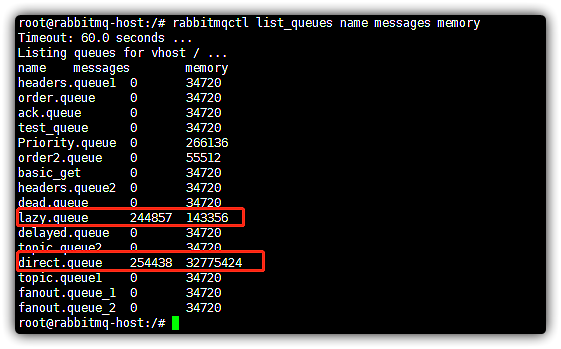 root@rabbitmq-host:/# rabbitmqctl list_queues name messages memory
Timeout: 60.0 seconds ...
Listing queues for vhost / ...
name messages memory
headers.queue1 0 34720
order.queue 0 34720
ack.queue 0 34720
test_queue 0 34720
Priority.queue 0 266136
order2.queue 0 55512
basic_get 0 34720
headers.queue2 0 34720
dead.queue 0 34720
lazy.queue 244857 143356
delayed.queue 0 34720
topic.queue2 0 34720
direct.queue 254438 32775424
topic.queue1 0 34720
fanout.queue_1 0 34720
fanout.queue_2 0 34720
root@rabbitmq-host:/#